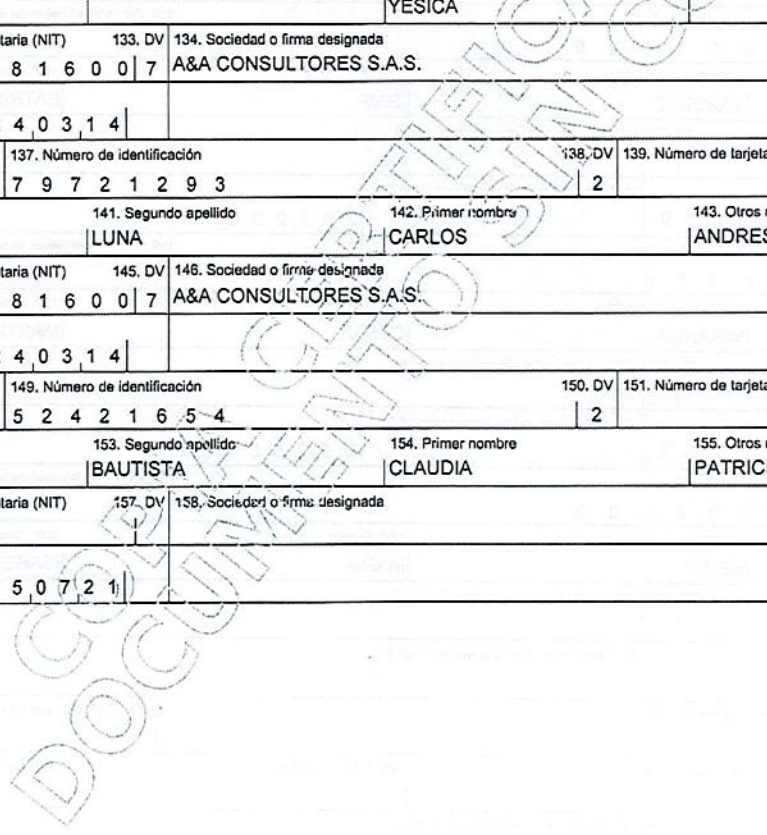 YESICA
taria (NIT) 133. DV 134. Sociedad o firma designada
8 1 6 0 0 7 A&A CONSULTORES S.A.S.
4 0 3 1 4
137. Número de identificación 138. DV 139. Número de tarjeta
7 9 7 2 1 2 9 3 2
141. Segundo apellido 142. Primer nombre 143. Otros
LUNA CARLOS ANDRES
taria (NIT) 145. DV 146. Sociedad o firma designada
8 1 6 0 0 7 A&A CONSULTORES S.A.S.
4 0 3 1 4
149. Número de identificación 150. DV 151. Número de tarjeta
5 2 4 2 1 6 5 4 2
153. Segundo apellido 154. Primer nombre 155. Otros
BAUTISTA CLAUDIA PATRICI
taria (NIT) 157. DV 158. Sociedad o firma designada
5 0 7 2 1
COPIA CERTIFIC
DOCUMENTO SIN CO